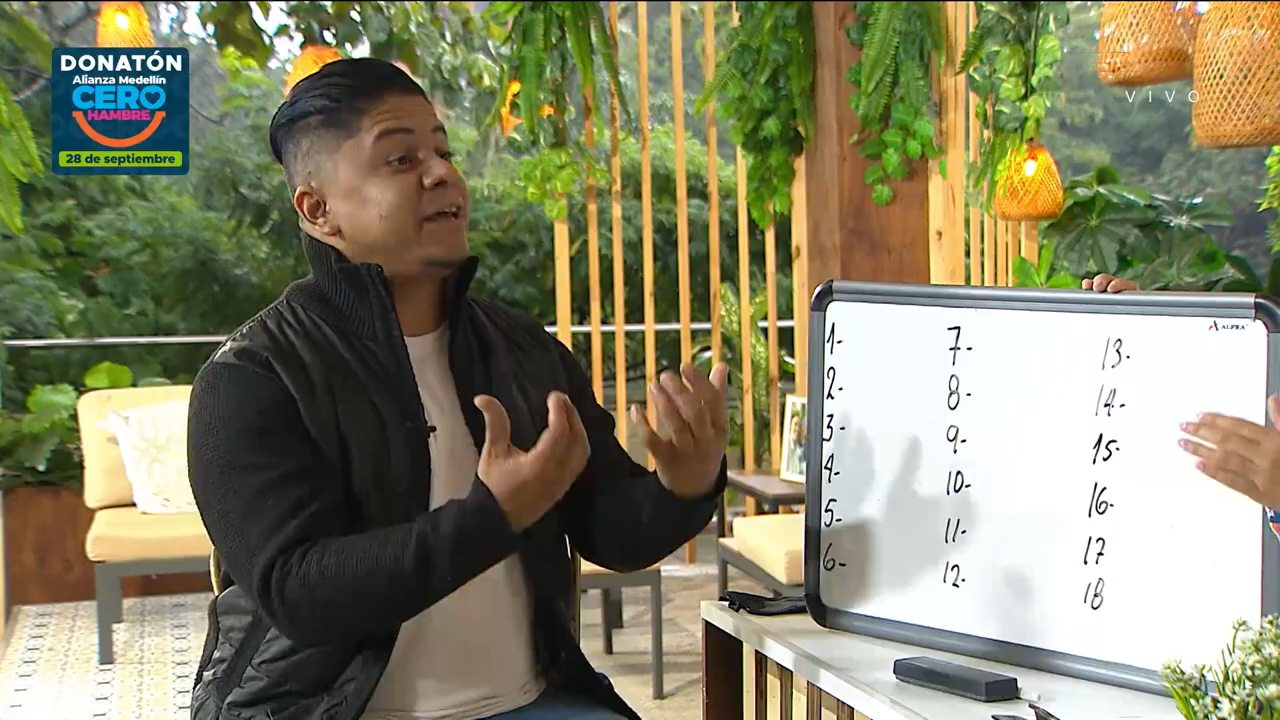 DONATÓN
Alianza Medellín
CERO
HAMBRE
28 de septiembre
VIVO
ALPRA
1-
2-
3-
4-
5-
6-
7-
8-
9-
10-
11-
12-
13-
14-
15-
16-
17
18